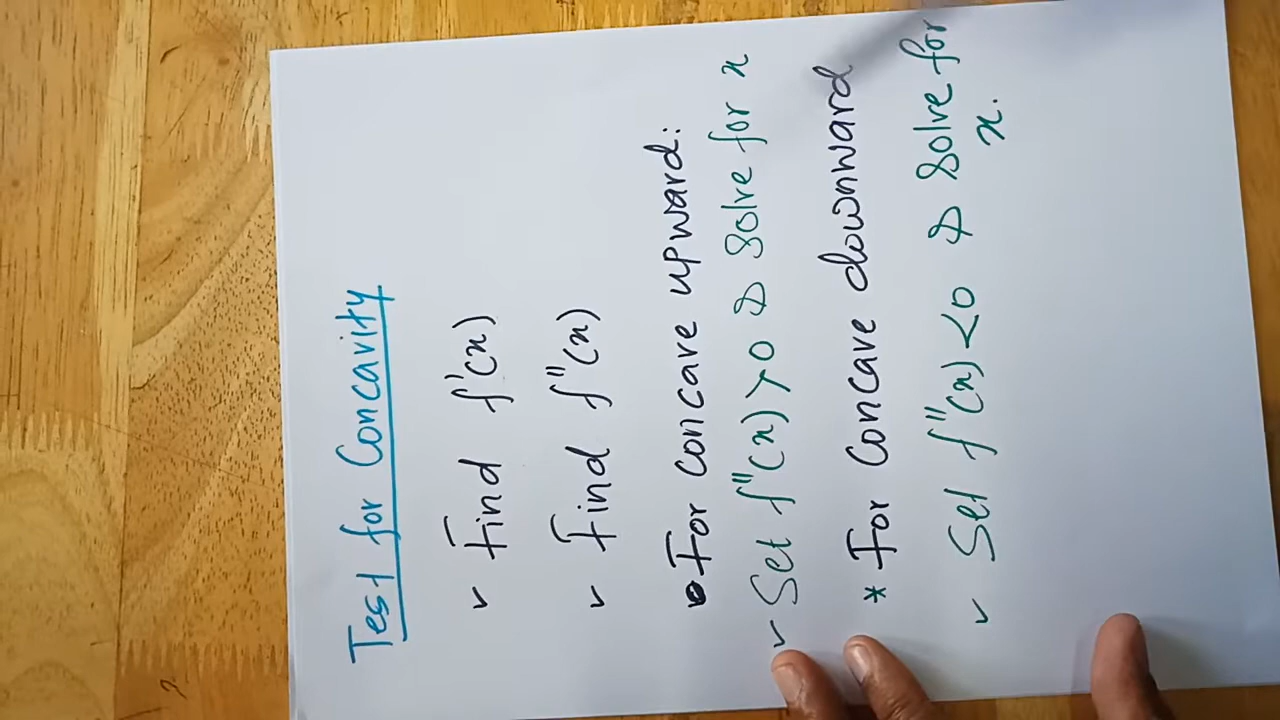 Test for Concavity
✓ Find f'(x)
✓ Find f''(x)
For concave upward:
✓ Set f''(x) > 0 & solve for x
* For concave downward
✓ Set f''(x) < 0 & solve for
x.